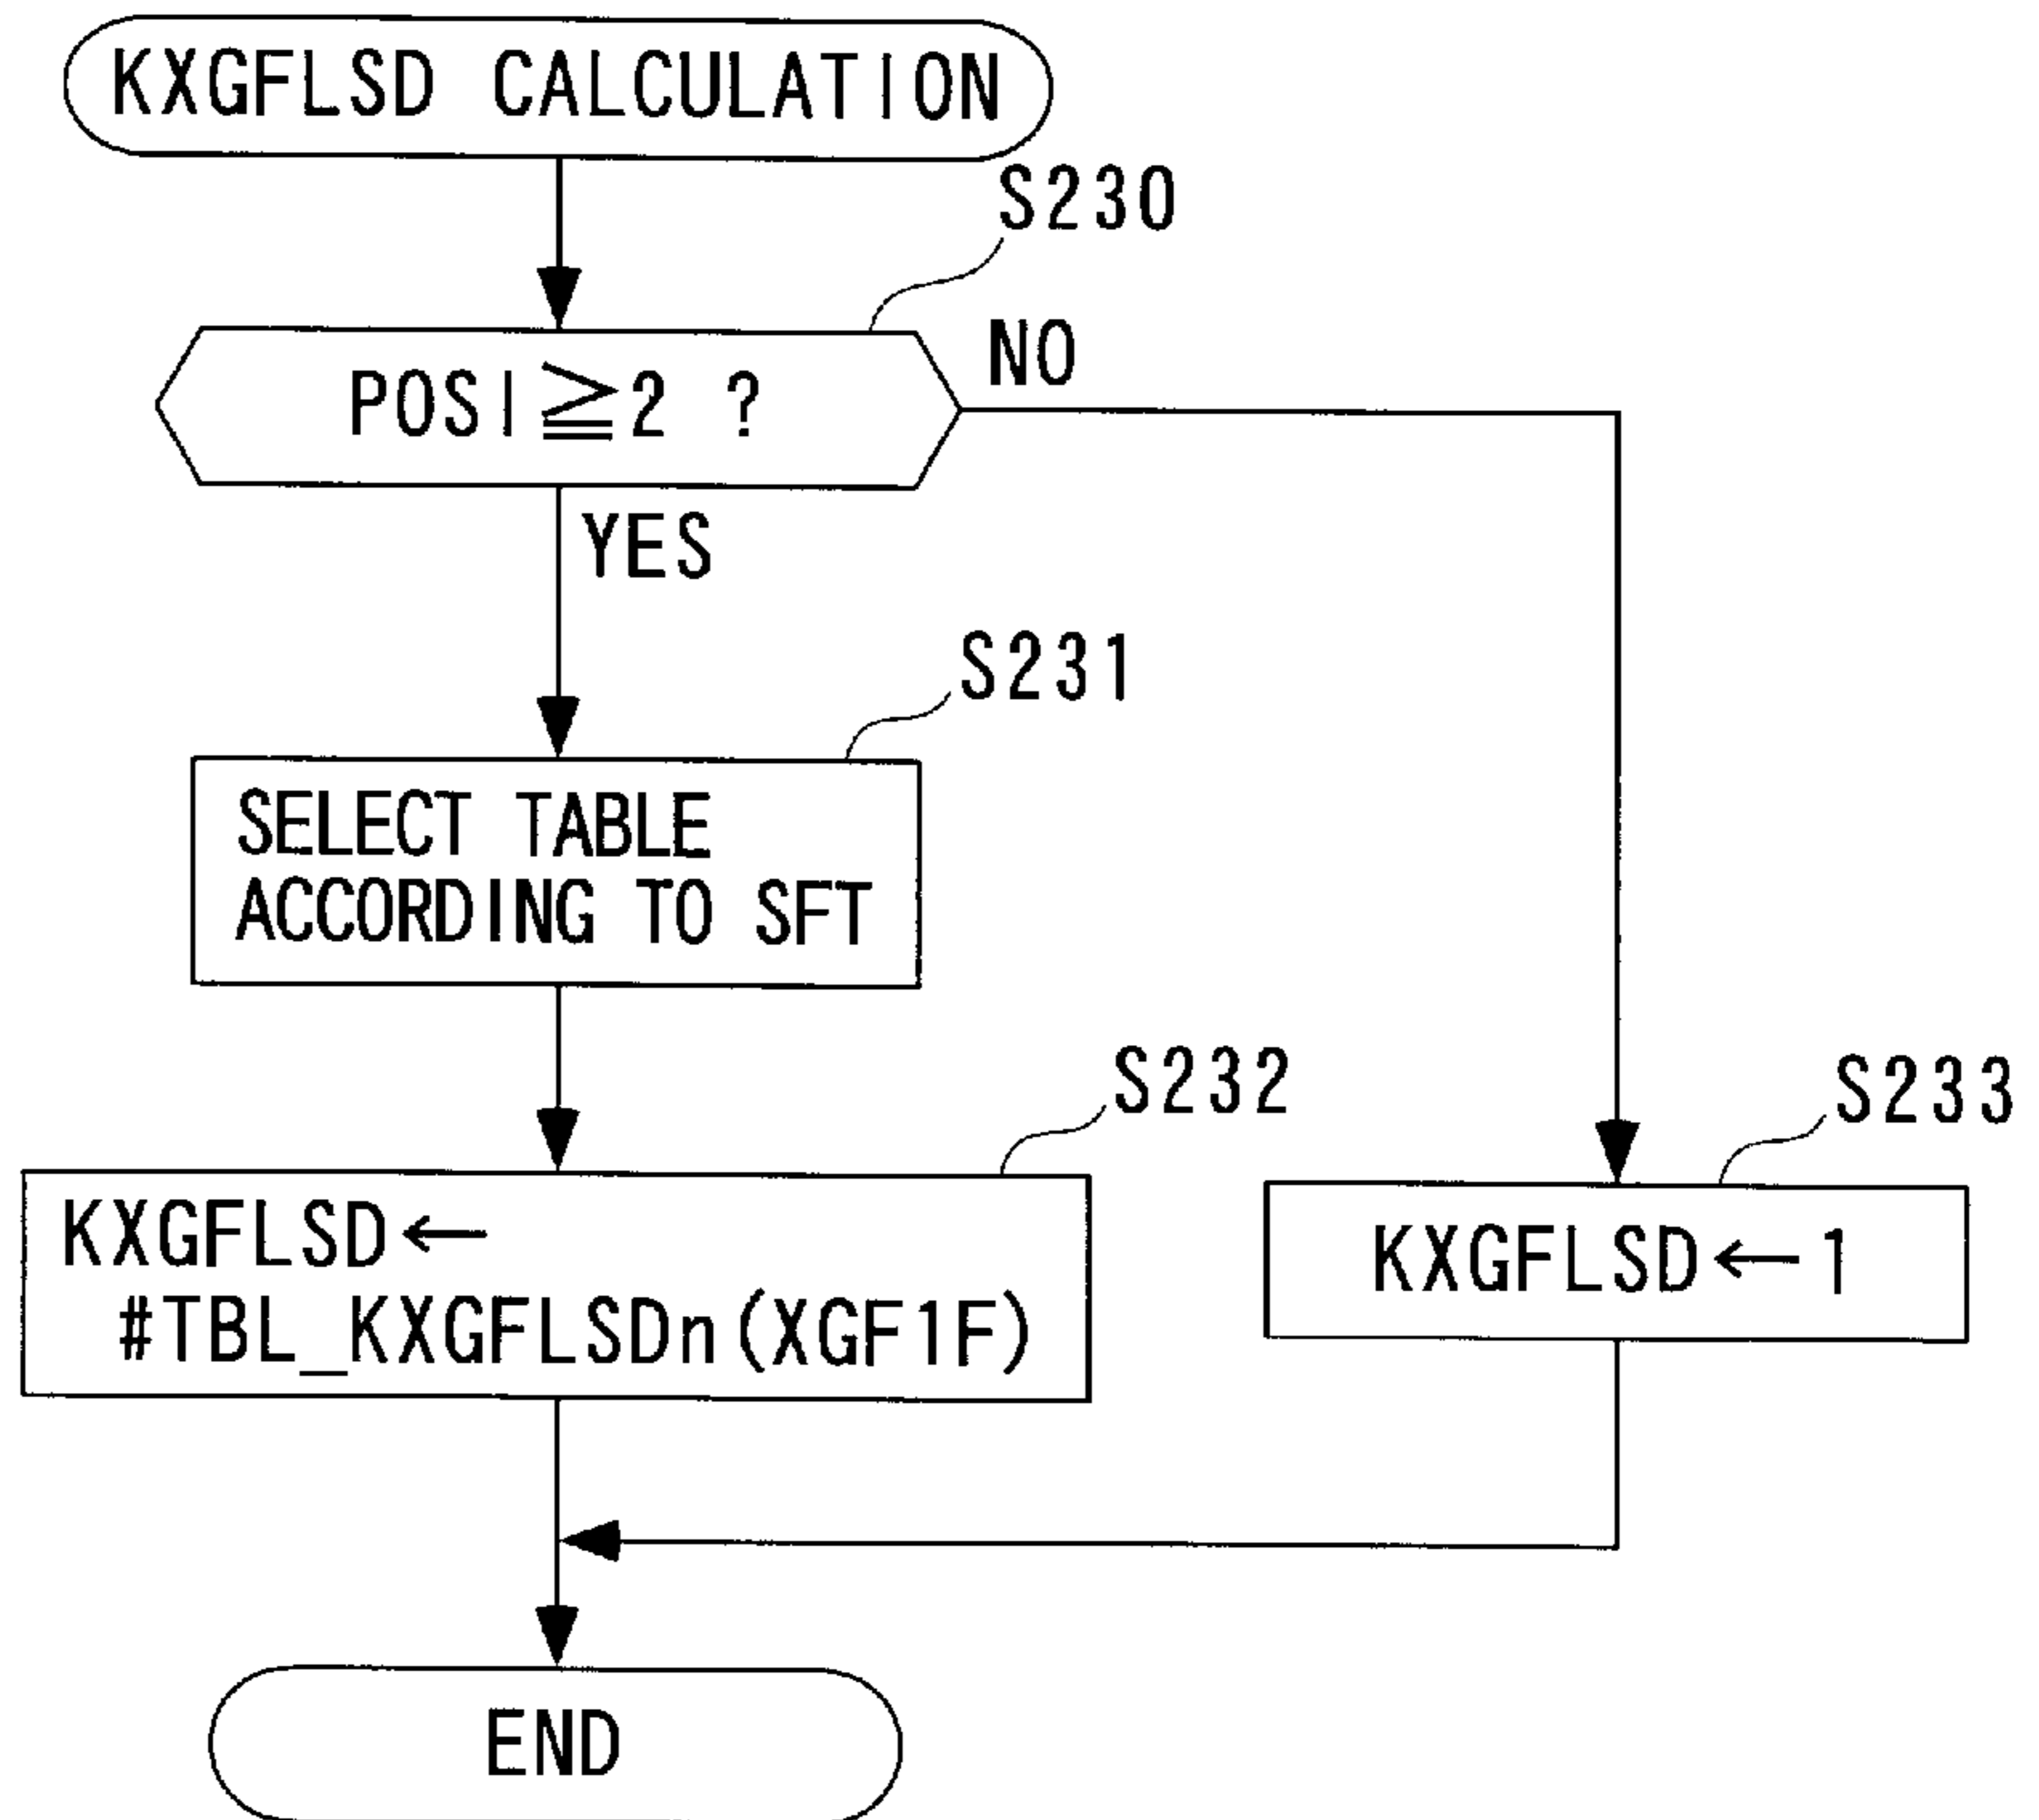 KXGFLSD CALCULATION
S230
POSI≧2 ?
NO
YES
S231
SELECT TABLE
ACCORDING TO SFT
S232
KXGFLSD←
#TBL_KXGFLSDn(XGF1F)
S233
KXGFLSD←1
END